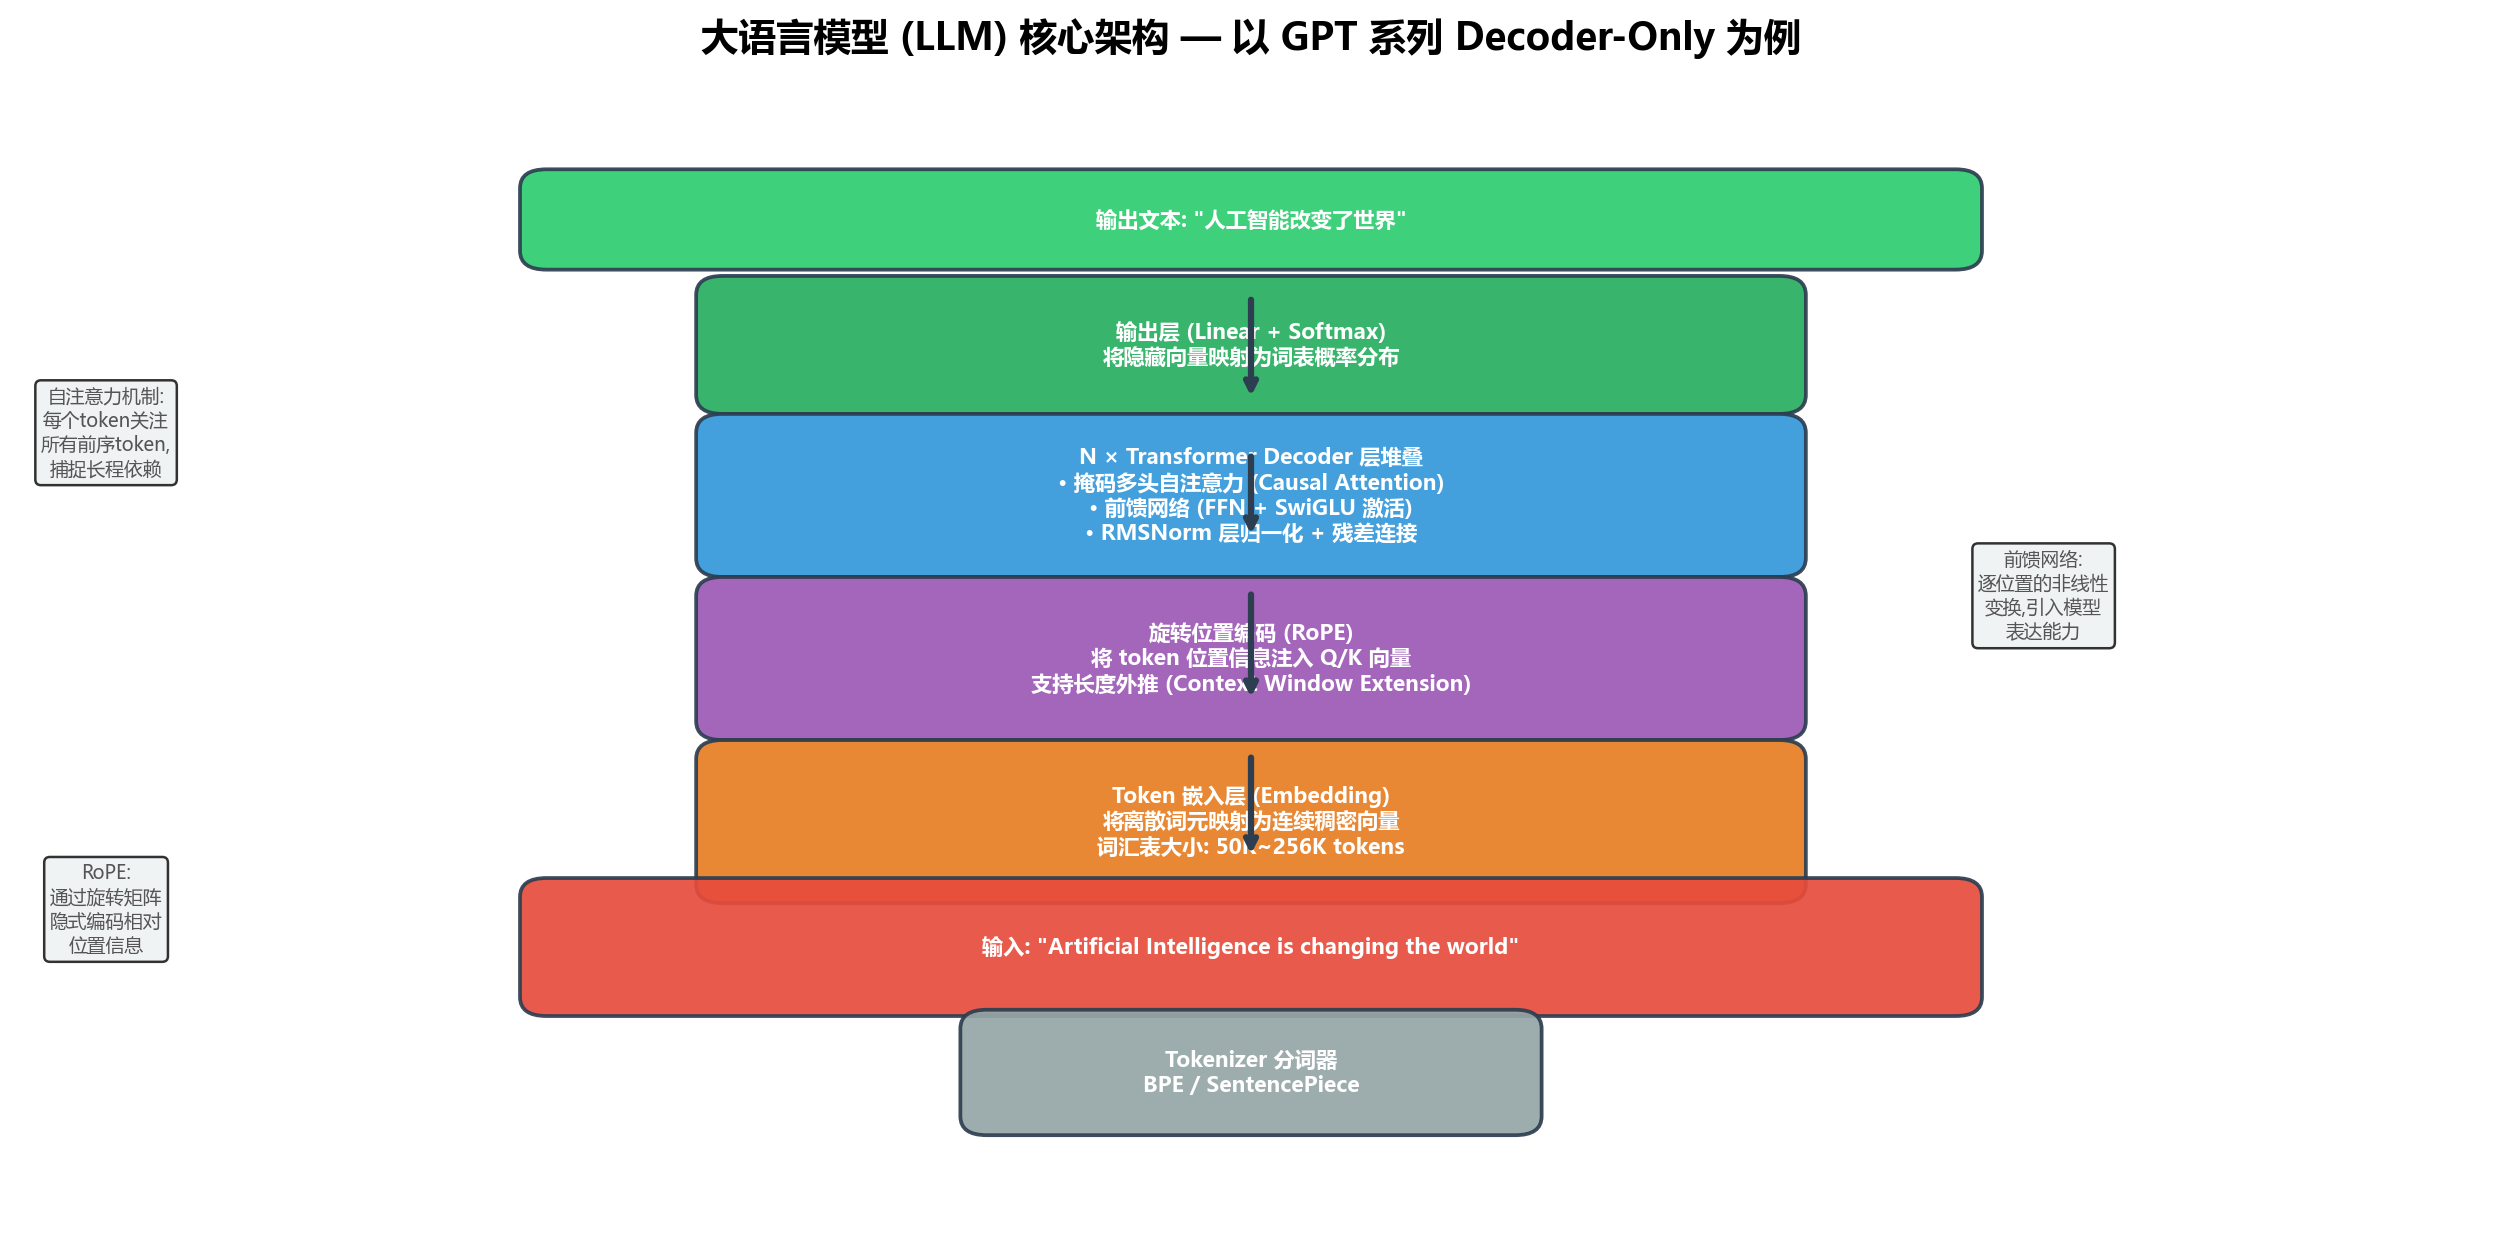 大语言模型 (LLM) 核心架构 — 以 GPT 系列 Decoder-Only 为例
输出文本: "人工智能改变了世界"
输出层 (Linear + Softmax)
将隐藏向量映射为词表概率分布
自注意力机制:
每个token关注
所有前序token,
捕捉长程依赖
N × Transformer Decoder 层堆叠
• 掩码多头自注意力 (Causal Attention)
• 前馈网络 (FFN + SwiGLU 激活)
• RMSNorm 层归一化 + 残差连接
前馈网络:
逐位置的非线性
变换,引入模型
表达能力
旋转位置编码 (RoPE)
将 token 位置信息注入 Q/K 向量
支持长度外推 (Context Window Extension)
Token 嵌入层 (Embedding)
将离散词元映射为连续稠密向量
词汇表大小: 50K~256K tokens
RoPE:
通过旋转矩阵
隐式编码相对
位置信息
输入: "Artificial Intelligence is changing the world"
Tokenizer 分词器
BPE / SentencePiece